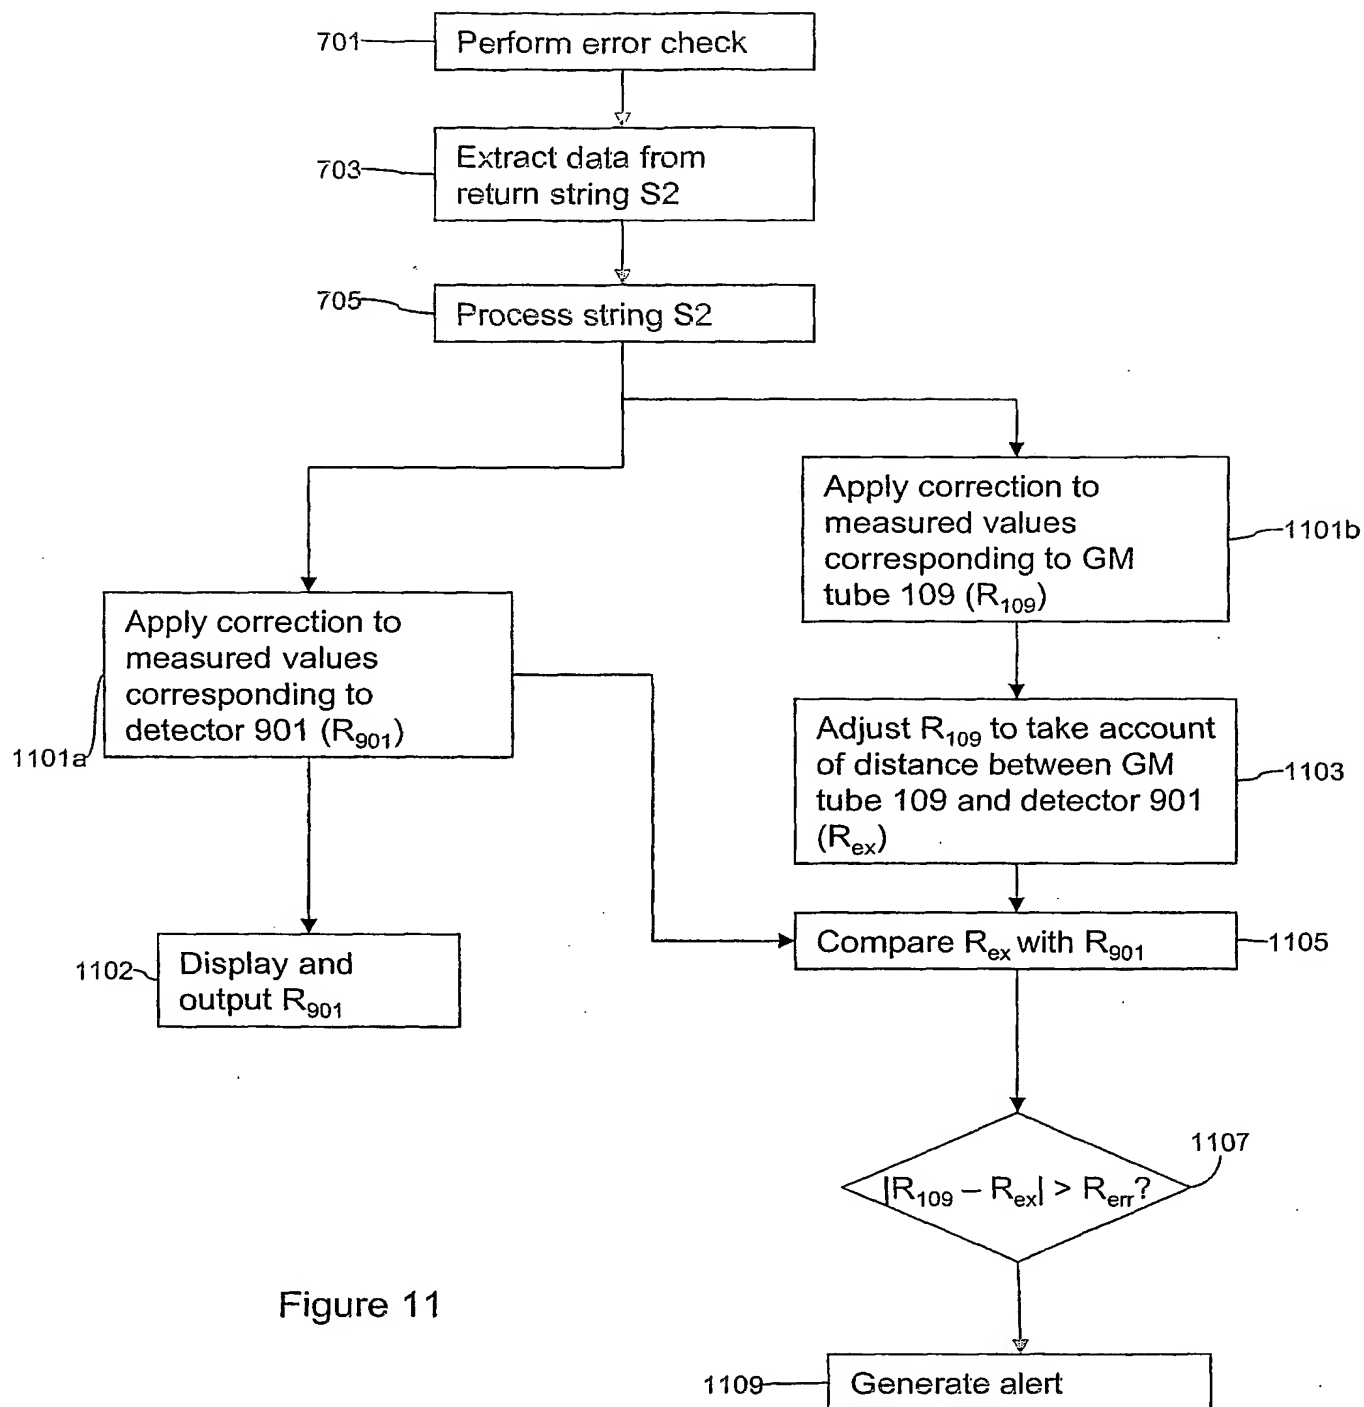 701
Perform error check
703
Extract data from
return string S2
705
Process string S2
Apply correction to
measured values
corresponding to GM
tube 109 (R109)
1101b
Apply correction to
measured values
corresponding to
detector 901 (R901)
1101a
Adjust R109 to take account
of distance between GM
tube 109 and detector 901
(Rex)
1103
Compare Rex with R901
1105
1102
Display and
output R901
1107
|R109 – Rex| > Rerr?
Figure 11
1109
Generate alert